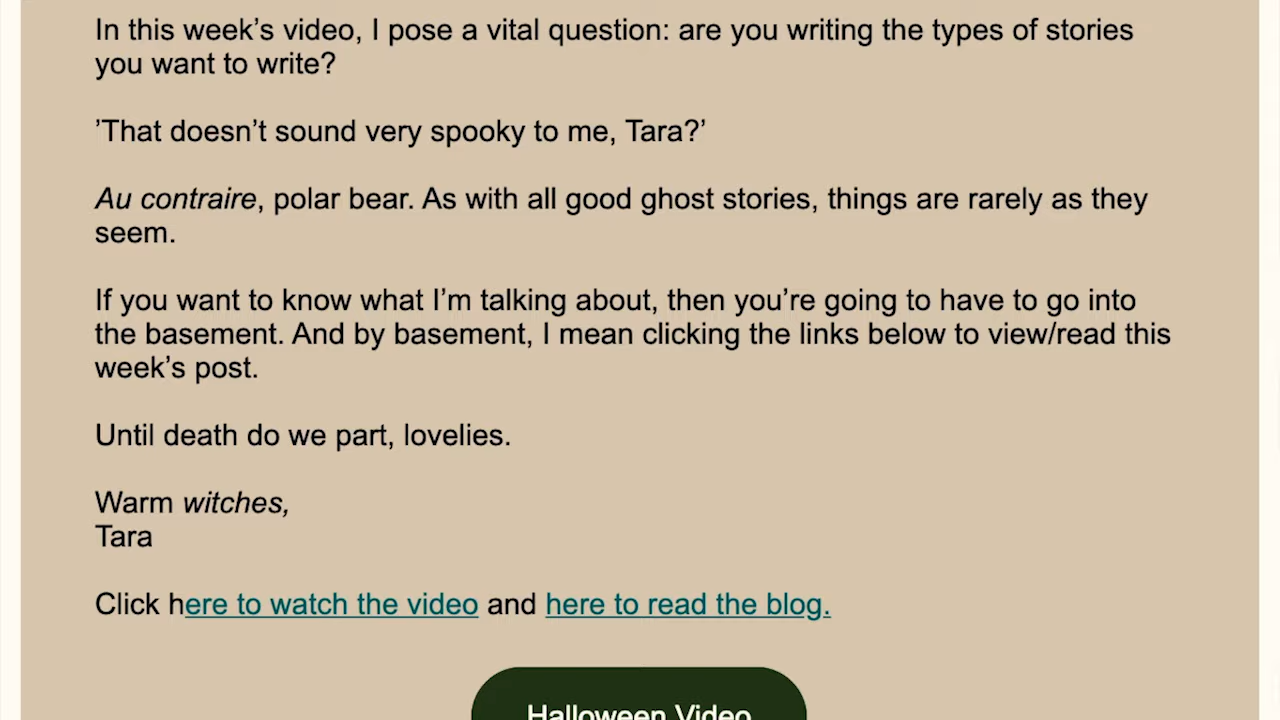 In this week’s video, I pose a vital question: are you writing the types of stories
you want to write?
’That doesn’t sound very spooky to me, Tara?’
Au contraire, polar bear. As with all good ghost stories, things are rarely as they
seem.
If you want to know what I’m talking about, then you’re going to have to go into
the basement. And by basement, I mean clicking the links below to view/read this
week’s post.
Until death do we part, lovelies.
Warm witches,
Tara
Click here to watch the video and here to read the blog.
Halloween Video